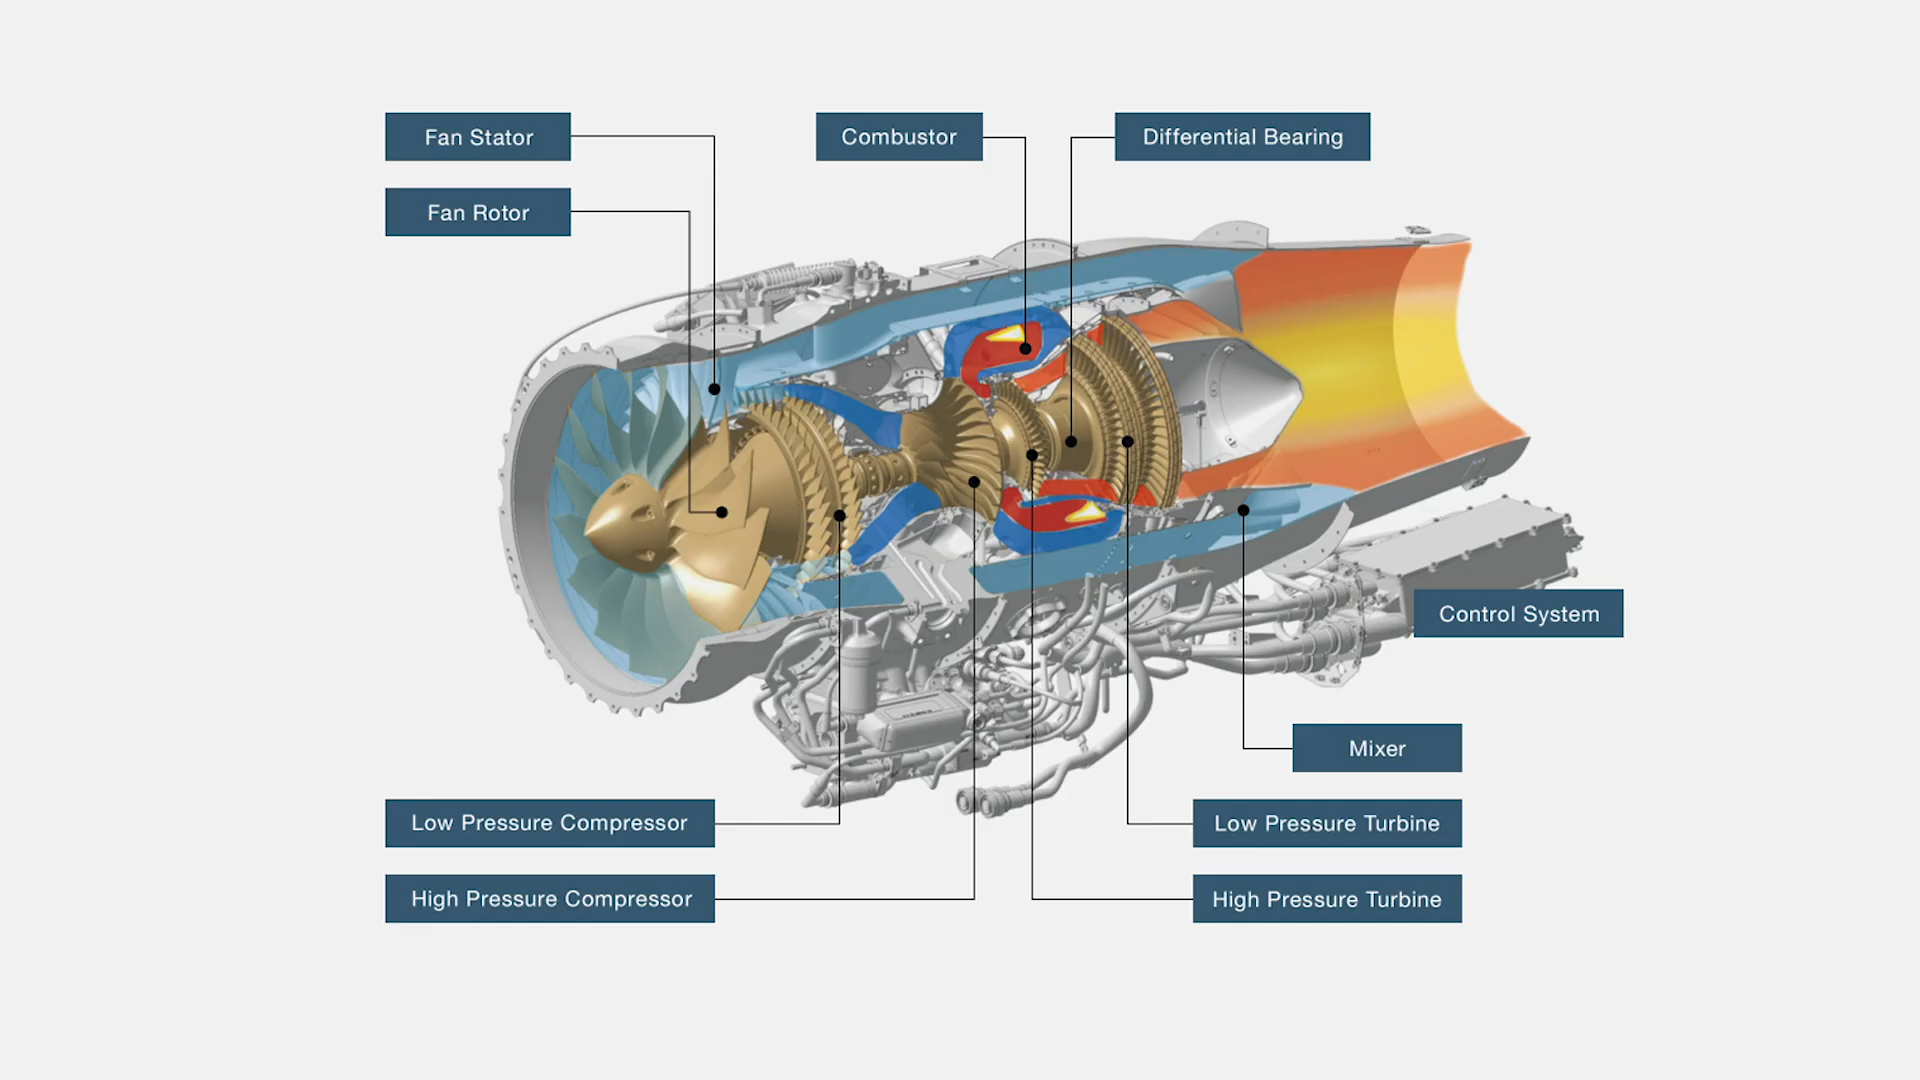 Fan Stator
Combustor
Differential Bearing
Fan Rotor
Control System
Mixer
Low Pressure Compressor
Low Pressure Turbine
High Pressure Compressor
High Pressure Turbine